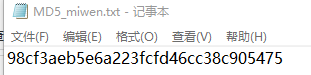 MD5_miwen.txt - 记事本
文件(F) 编辑(E) 格式(O) 查看(V) 帮助(H)
98cf3aeb5e6a223fcfd46cc38c905475